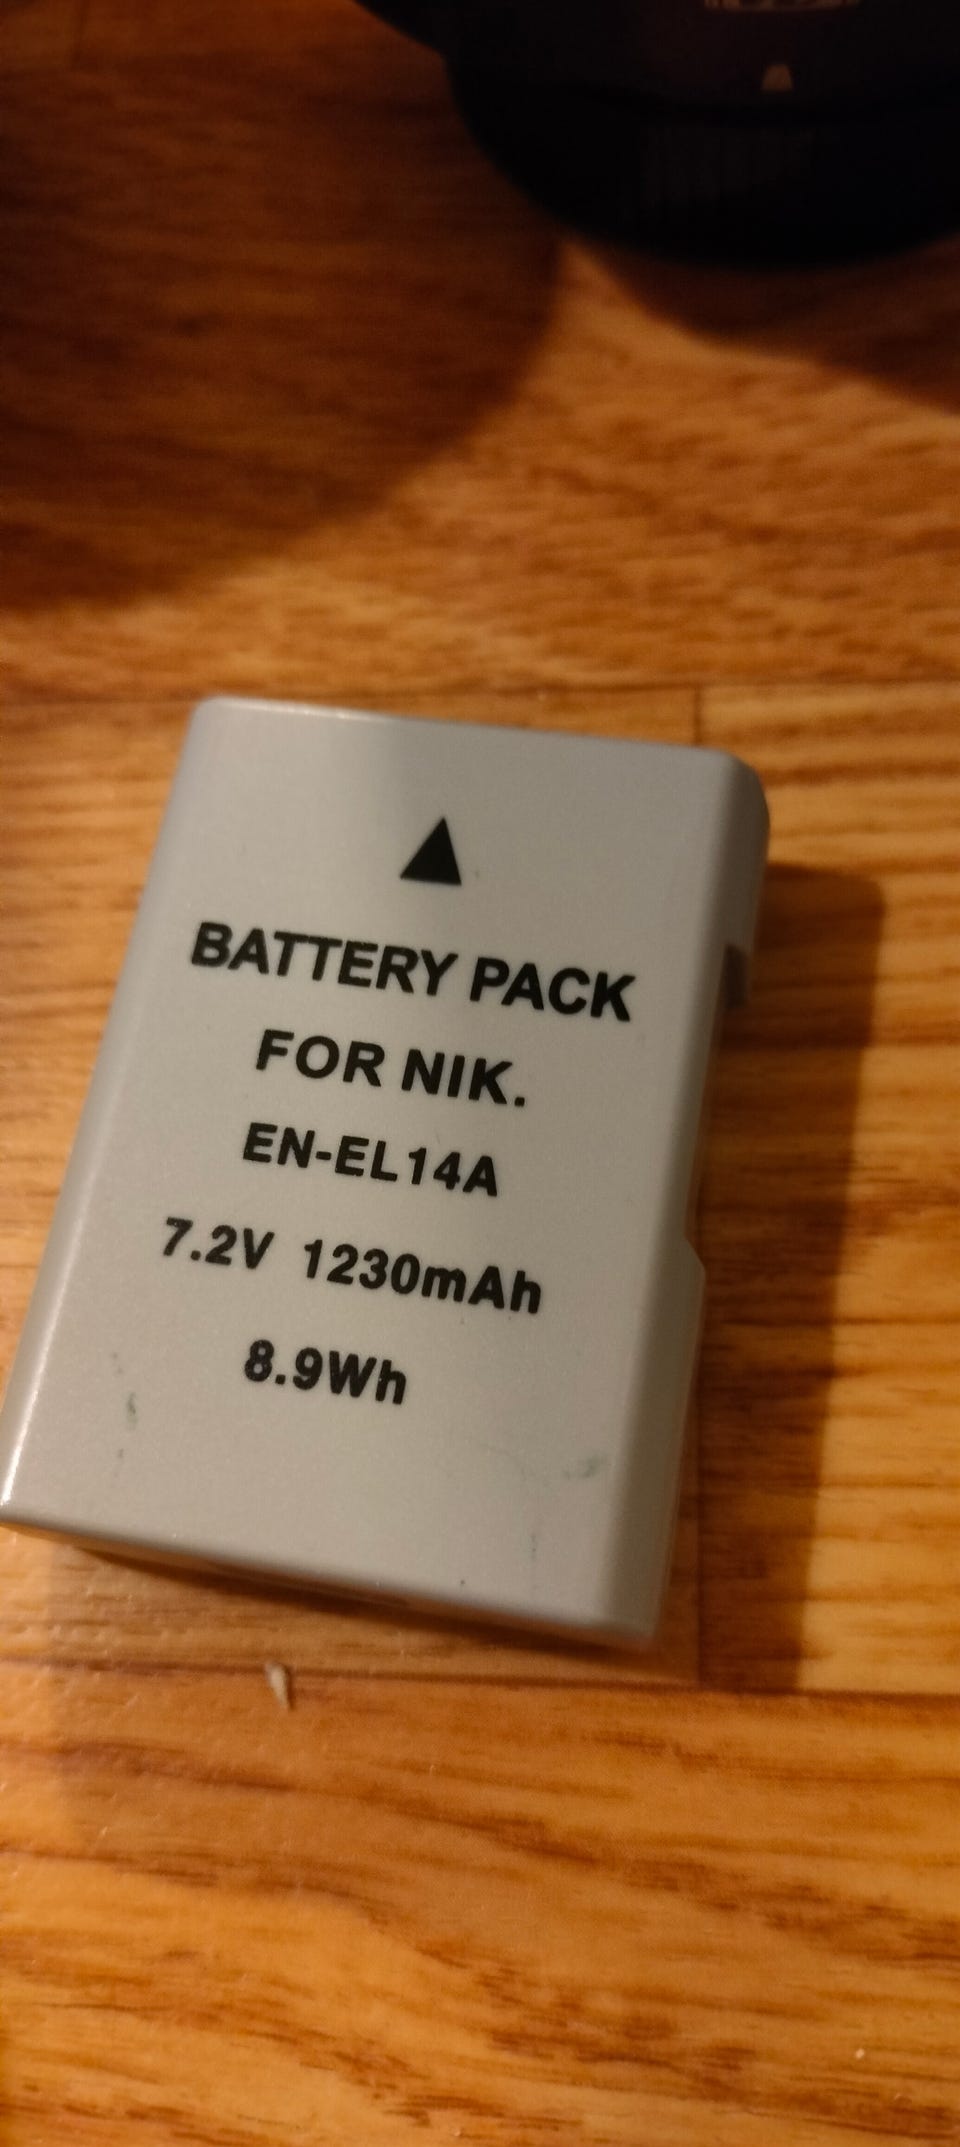 BATTERY PACK
FOR NIK.
EN-EL14A
7.2V 1230mAh
8.9Wh